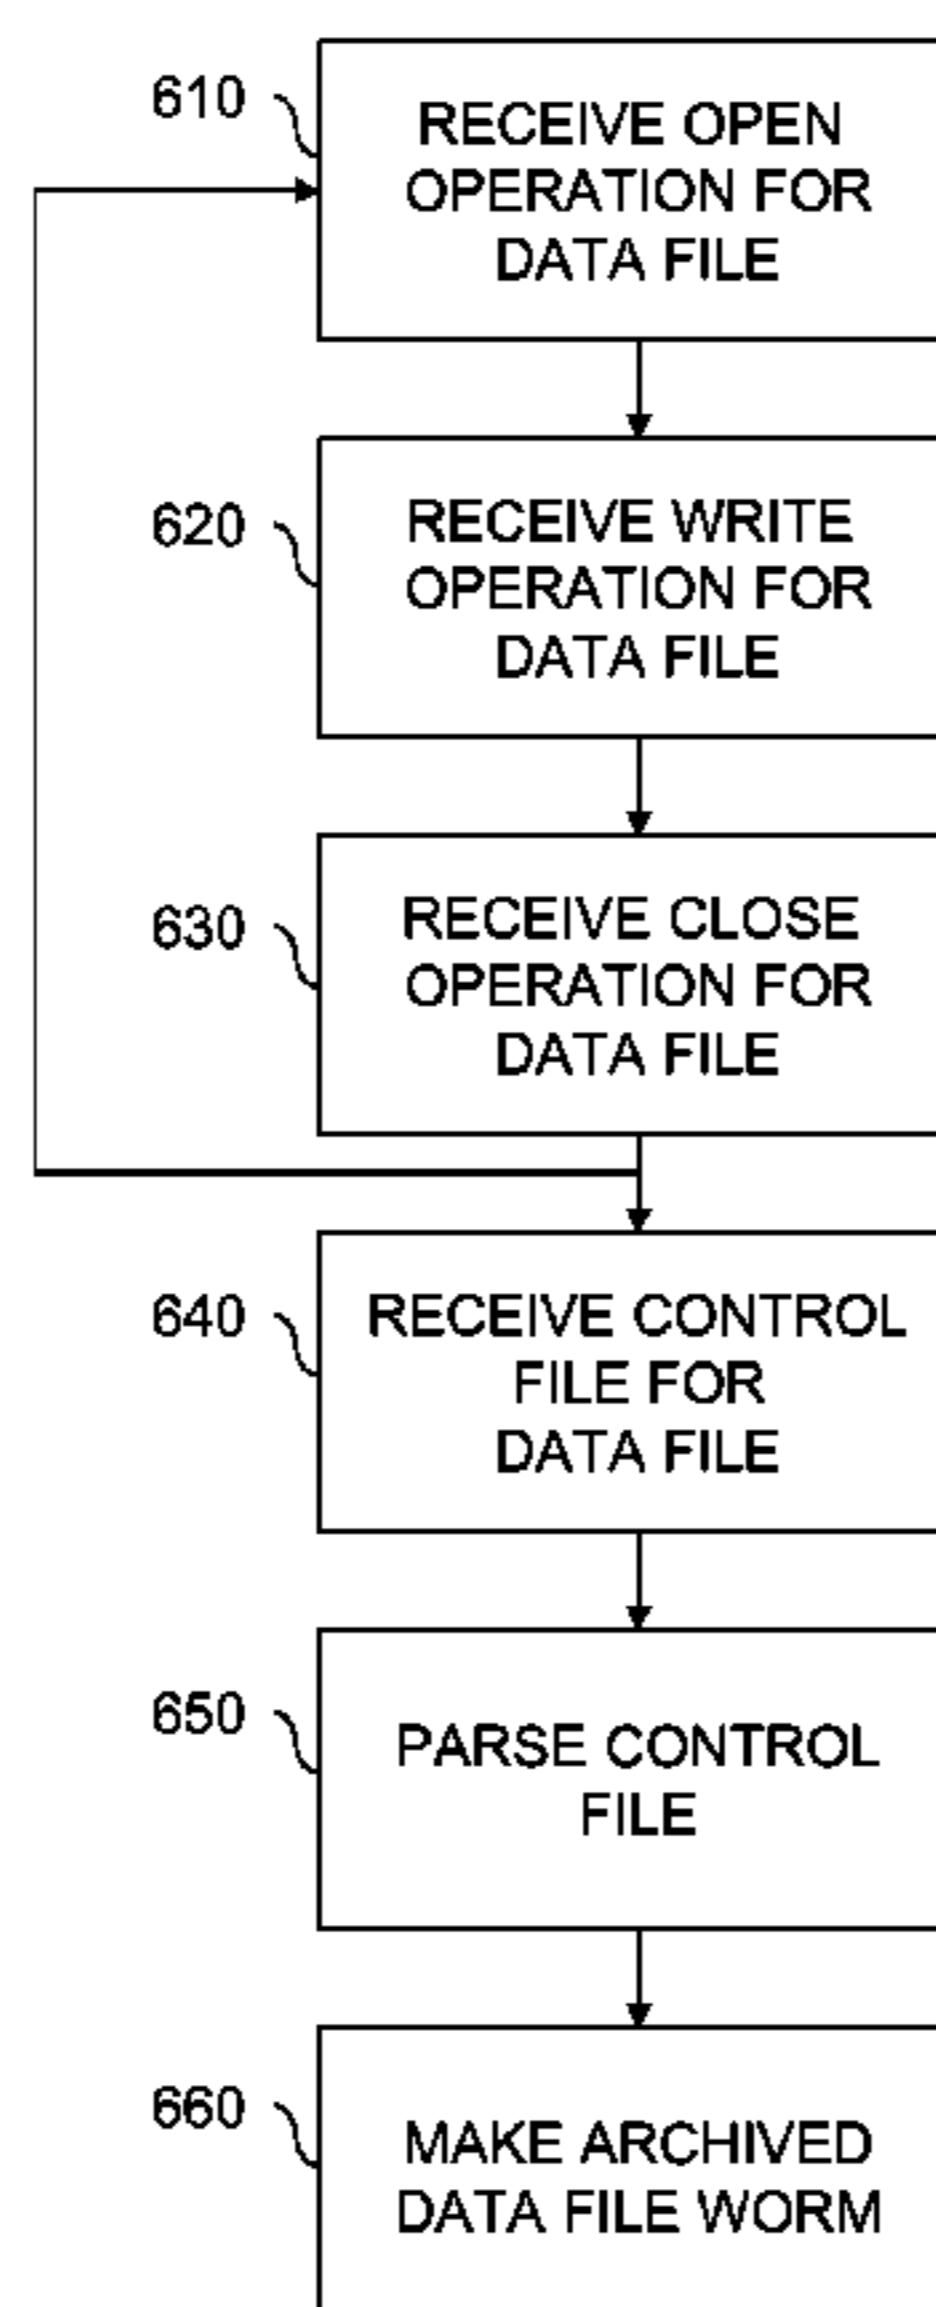 610
RECEIVE OPEN
OPERATION FOR
DATA FILE
620
RECEIVE WRITE
OPERATION FOR
DATA FILE
630
RECEIVE CLOSE
OPERATION FOR
DATA FILE
640
RECEIVE CONTROL
FILE FOR
DATA FILE
650
PARSE CONTROL
FILE
660
MAKE ARCHIVED
DATA FILE WORM